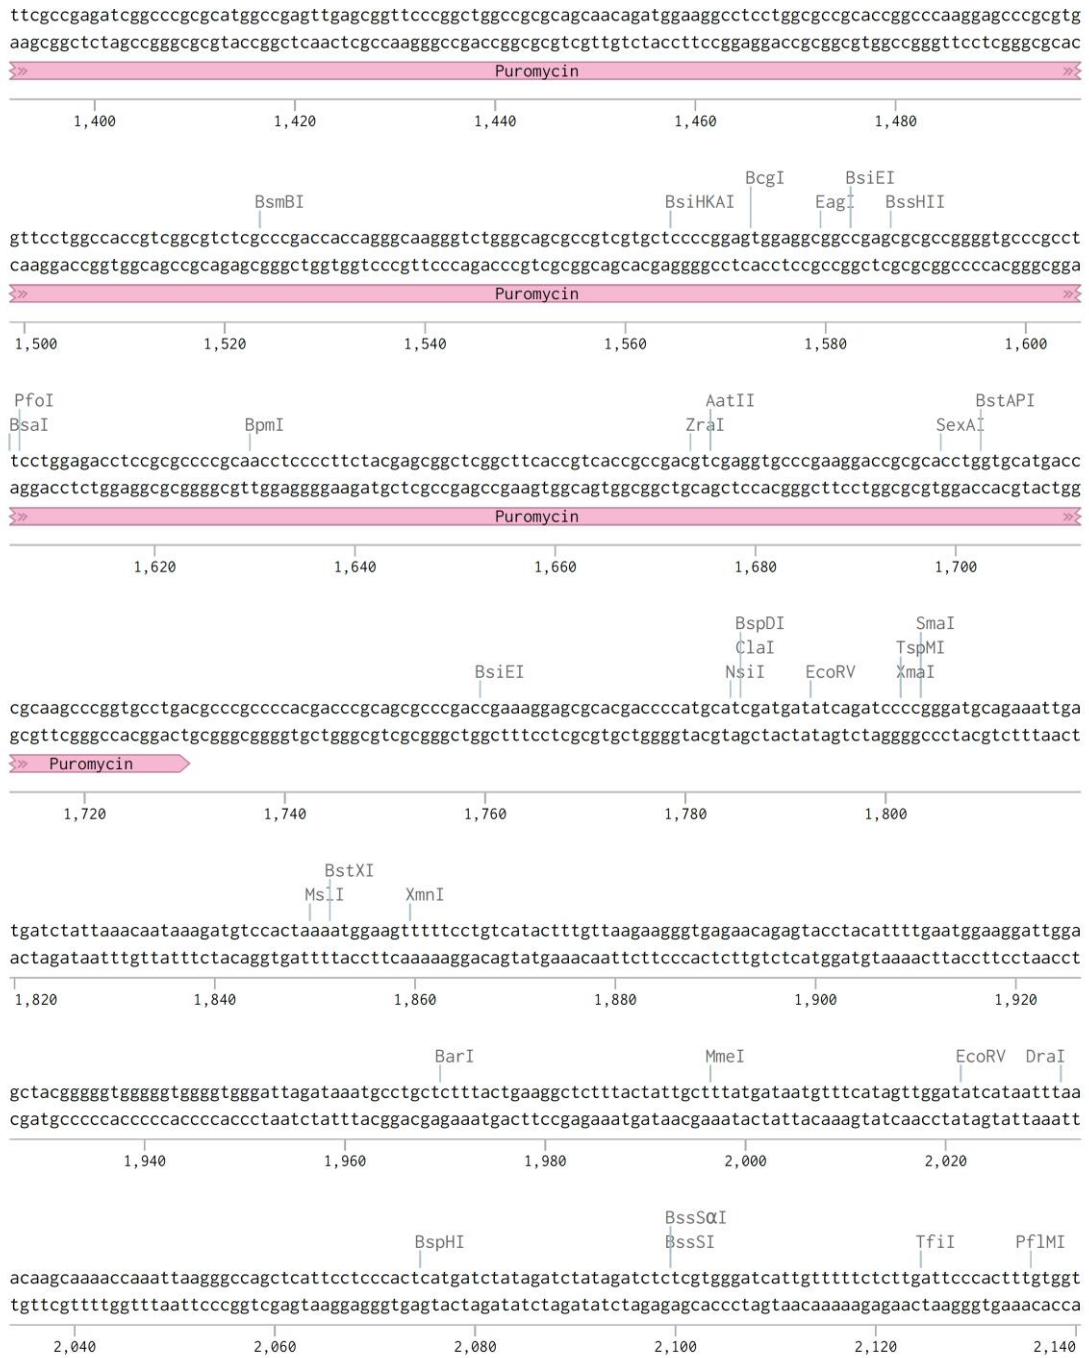 ttcgccgagatcggcccgcgcatggccgagttgagcggttcccggctggccgcgcagcaacagatggaaggcctcctggcgccgcaccggcccaaggagcccgcgtg
aagcggctctagccgggcgcgtaccggctcaactcgccaagggccgaccggcgcgtcgttgtctaccttccggaggaccgcggcgtggccgggttcctcgggcgcac
Puromycin
1,400 1,420 1,440 1,460 1,480
BcgI BsiEI
BsmBI BsiHKAI EagI BssHII
gttcctggccaccgtcggcgtctcgcccgaccaccagggcaagggtctgggcagcgccgtcgtgctccccggagtggaggcggccgagcgcgccggggtgcccgcct
caaggaccggtggcagccgcagagcgggctggtggtcccgttcccagacccgtcgcggcagcacgaggggcctcacctccgccggctcgcgcggccccacgggcgga
Puromycin
1,500 1,520 1,540 1,560 1,580 1,600
PfoI AatII BstAPI
BsaI BpmI ZraI SexAI
tcctggagacctccgcgccccgcaacctccccttctacgagcggctcggcttcaccgtcaccgccgacgtcgaggtgcccgaaggaccgcgcacctggtgcatgacc
aggacctctggaggcgcggggcgttggaggggaagatgctcgccgagccgaagtggcagtggcggctgcagctccacgggcttcctggcgcgtggaccacgtactgg
Puromycin
1,620 1,640 1,660 1,680 1,700
BspDI SmaI
ClaI TspMI
BsiEI NsiI EcoRV XmaI
cgcaagcccggtgcctgacgcccgccccacgacccgcagcgcccgaccgaaaggagcgcacgaccccatgcatcgatgatatcagatccccgggatgcagaaattga
gcgttcgggccacggactgcgggcggggtgctgggcgtcgcgggctggctttcctcgcgtgctggggtacgtagctactatagtctaggggccctacgtctttaact
Puromycin
1,720 1,740 1,760 1,780 1,800
BstXI
MslI XmnI
tgatctattaaacaataaagatgtccactaaaatggaagtttttcctgtcatactttgttaagaagggtgagaacagagtacctacattttgaatggaaggattgga
actagataatttgttatttctacaggtgattttaccttcaaaaaggacagtatgaaacaattcttcccactcttgtctcatggatgtaaaacttaccttcctaacct
1,820 1,840 1,860 1,880 1,900 1,920
BarI MmeI EcoRV DraI
gctacgggggtgggggtggggtgggattagataaatgcctgctctttactgaaggctctttactattgctttatgataatgtttcatagttggatatcataatttaa
cgatgcccccacccccaccccaccctaatctatttacggacgagaaatgacttccgagaaatgataacgaaatactattacaaagtatcaacctatagtattaaatt
1,940 1,960 1,980 2,000 2,020
BssSαI
BspHI BssSI TfiI PflMI
acaagcaaaaccaaattaagggccagctcattcctcccactcatgatctatagatctatagatctctcgtgggatcattgtttttctcttgattcccactttgtggt
tgttcgttttggtttaattcccggtcgagtaaggagggtgagtactagatatctagatatctagagagcaccctagtaacaaaaagagaactaagggtgaaacacca
2,040 2,060 2,080 2,100 2,120 2,140